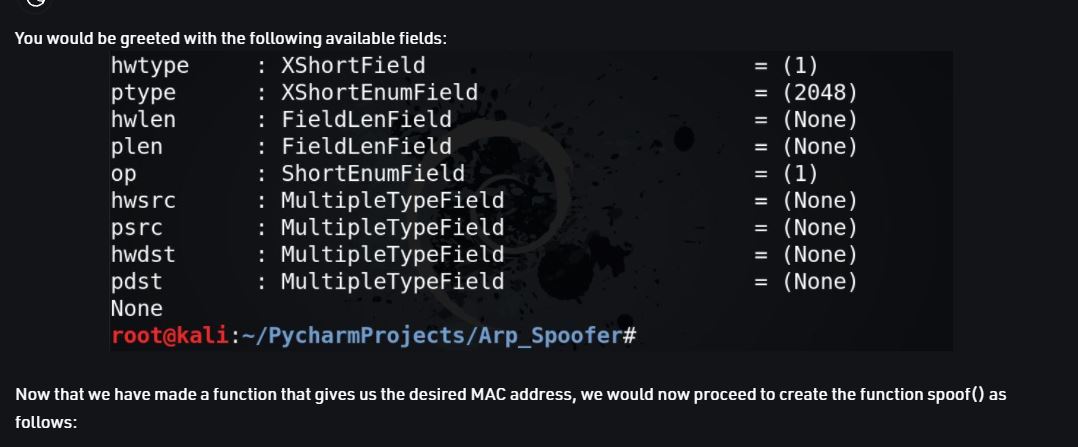 You would be greeted with the following available fields:
hwtype : XShortField = (1)
ptype : XShortEnumField = (2048)
hwlen : FieldLenField = (None)
plen : FieldLenField = (None)
op : ShortEnumField = (1)
hwsrc : MultipleTypeField = (None)
psrc : MultipleTypeField = (None)
hwdst : MultipleTypeField = (None)
pdst : MultipleTypeField = (None)
None
root@kali:~/PycharmProjects/Arp_Spoofer#
Now that we have made a function that gives us the desired MAC address, we would now proceed to create the function spoof() as
follows: